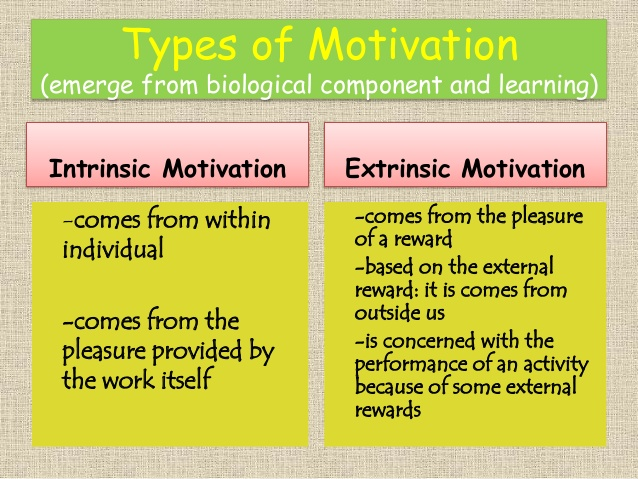 Types of Motivation
(emerge from biological component and learning)
Intrinsic Motivation
-comes from within
individual
-comes from the
pleasure provided by
the work itself
Extrinsic Motivation
-comes from the pleasure
of a reward
-based on the external
reward: it is comes from
outside us
-is concerned with the
performance of an activity
because of some external
rewards